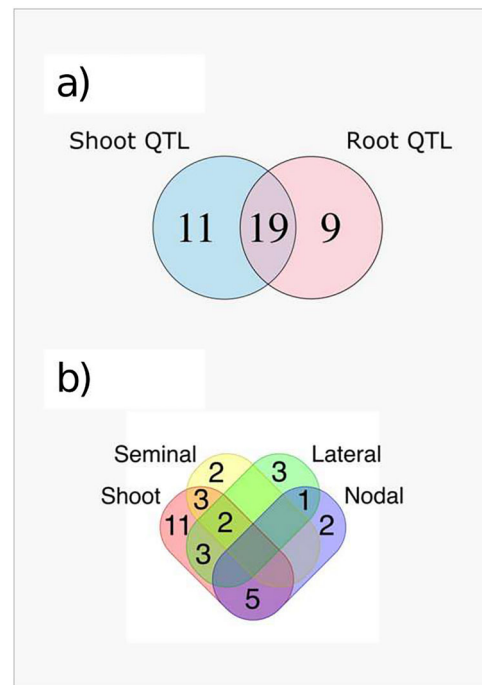 a)
Shoot QTL Root QTL
11 19 9
b)
Seminal 2 3 Lateral
Shoot 3 1 Nodal
11 2 2
3
5